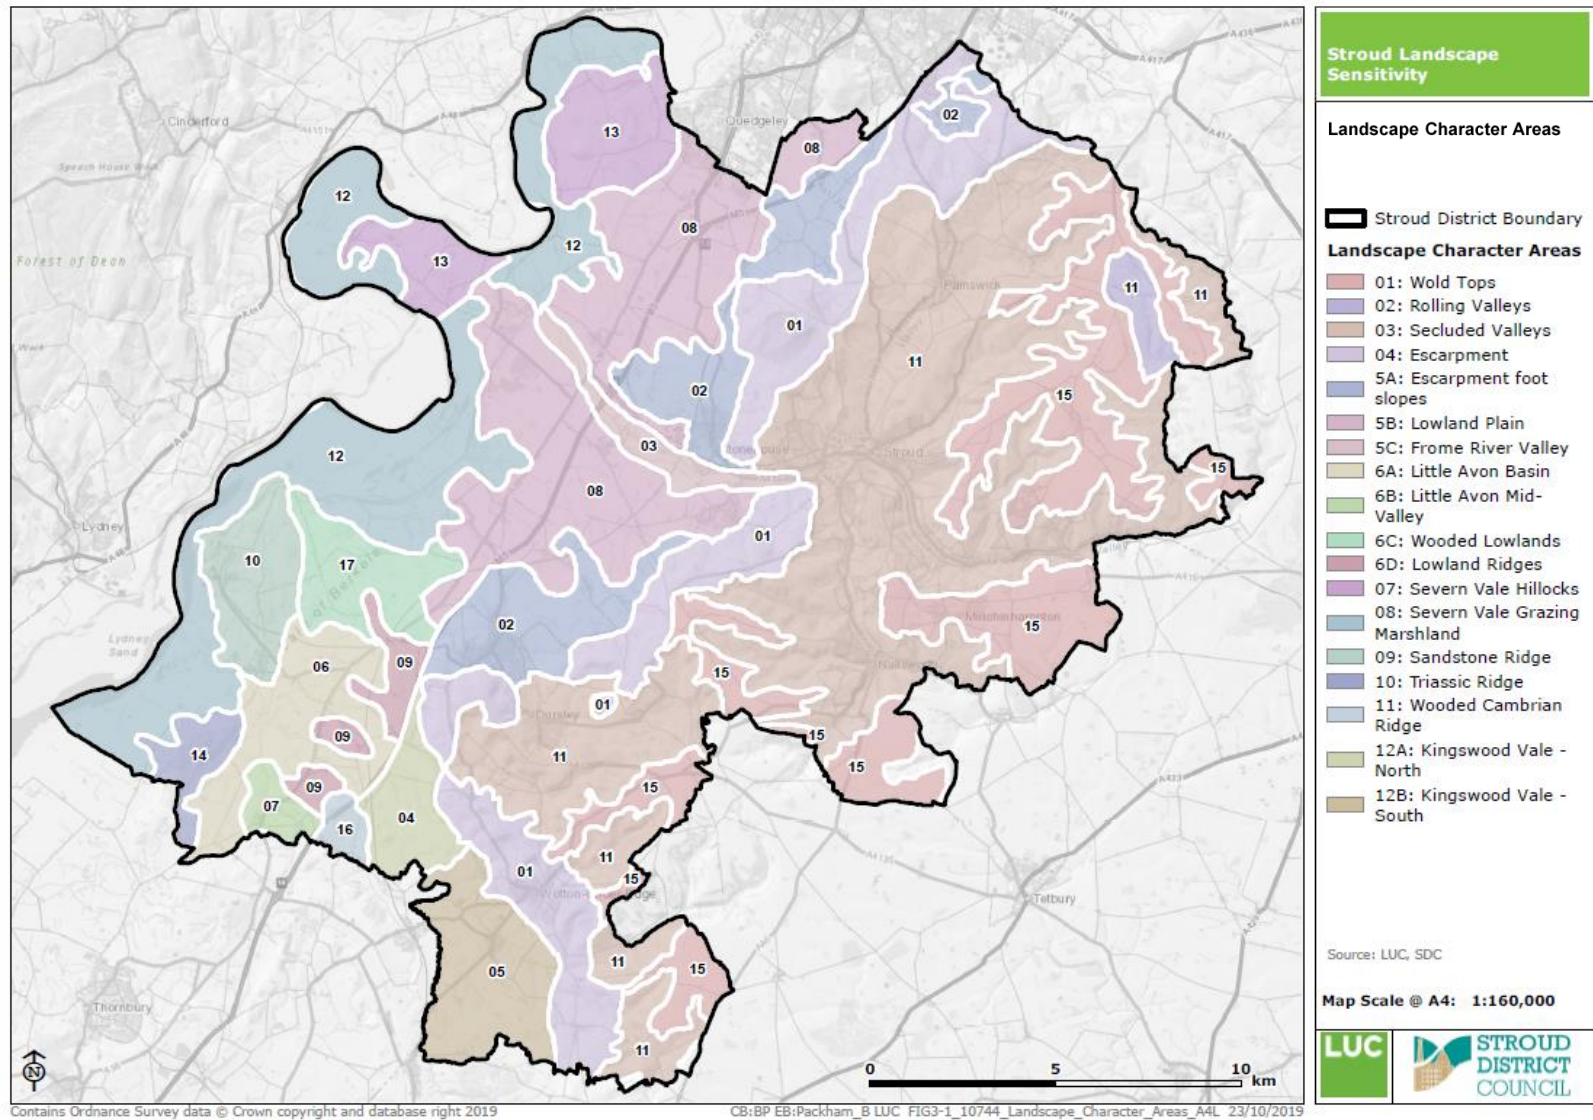 Stroud Landscape
Sensitivity
Landscape Character Areas
Stroud District Boundary
Landscape Character Areas
01: Wold Tops
02: Rolling Valleys
03: Secluded Valleys
04: Escarpment
5A: Escarpment foot
slopes
5B: Lowland Plain
5C: Frome River Valley
6A: Little Avon Basin
6B: Little Avon Mid-
Valley
6C: Wooded Lowlands
6D: Lowland Ridges
07: Severn Vale Hillocks
08: Severn Vale Grazing
Marshland
09: Sandstone Ridge
10: Triassic Ridge
11: Wooded Cambrian
Ridge
12A: Kingswood Vale -
North
12B: Kingswood Vale -
South
Source: LUC, SDC
Map Scale @ A4: 1:160,000
LUC
STROUD
DISTRICT
COUNCIL
Cinderford
Quedgeley
02
13
08
12
08
12
13
Forest of Dean
Painswick
11
11
01
11
02
15
03
Stroud
12
15
08
Lydney
01
10
17
02
Minchinhampton
15
Lydney
Sand
09
06
15
01
Dursley
14
09
11
15
15
09
15
07
04
16
11
01
15
Tetbury
05
11
15
Thornbury
11
N
0 5 10
km
Contains Ordnance Survey data © Crown copyright and database right 2019
CB:BP EB:Packham_B LUC FIG3-1_10744_Landscape_Character_Areas_A4L 23/10/2019